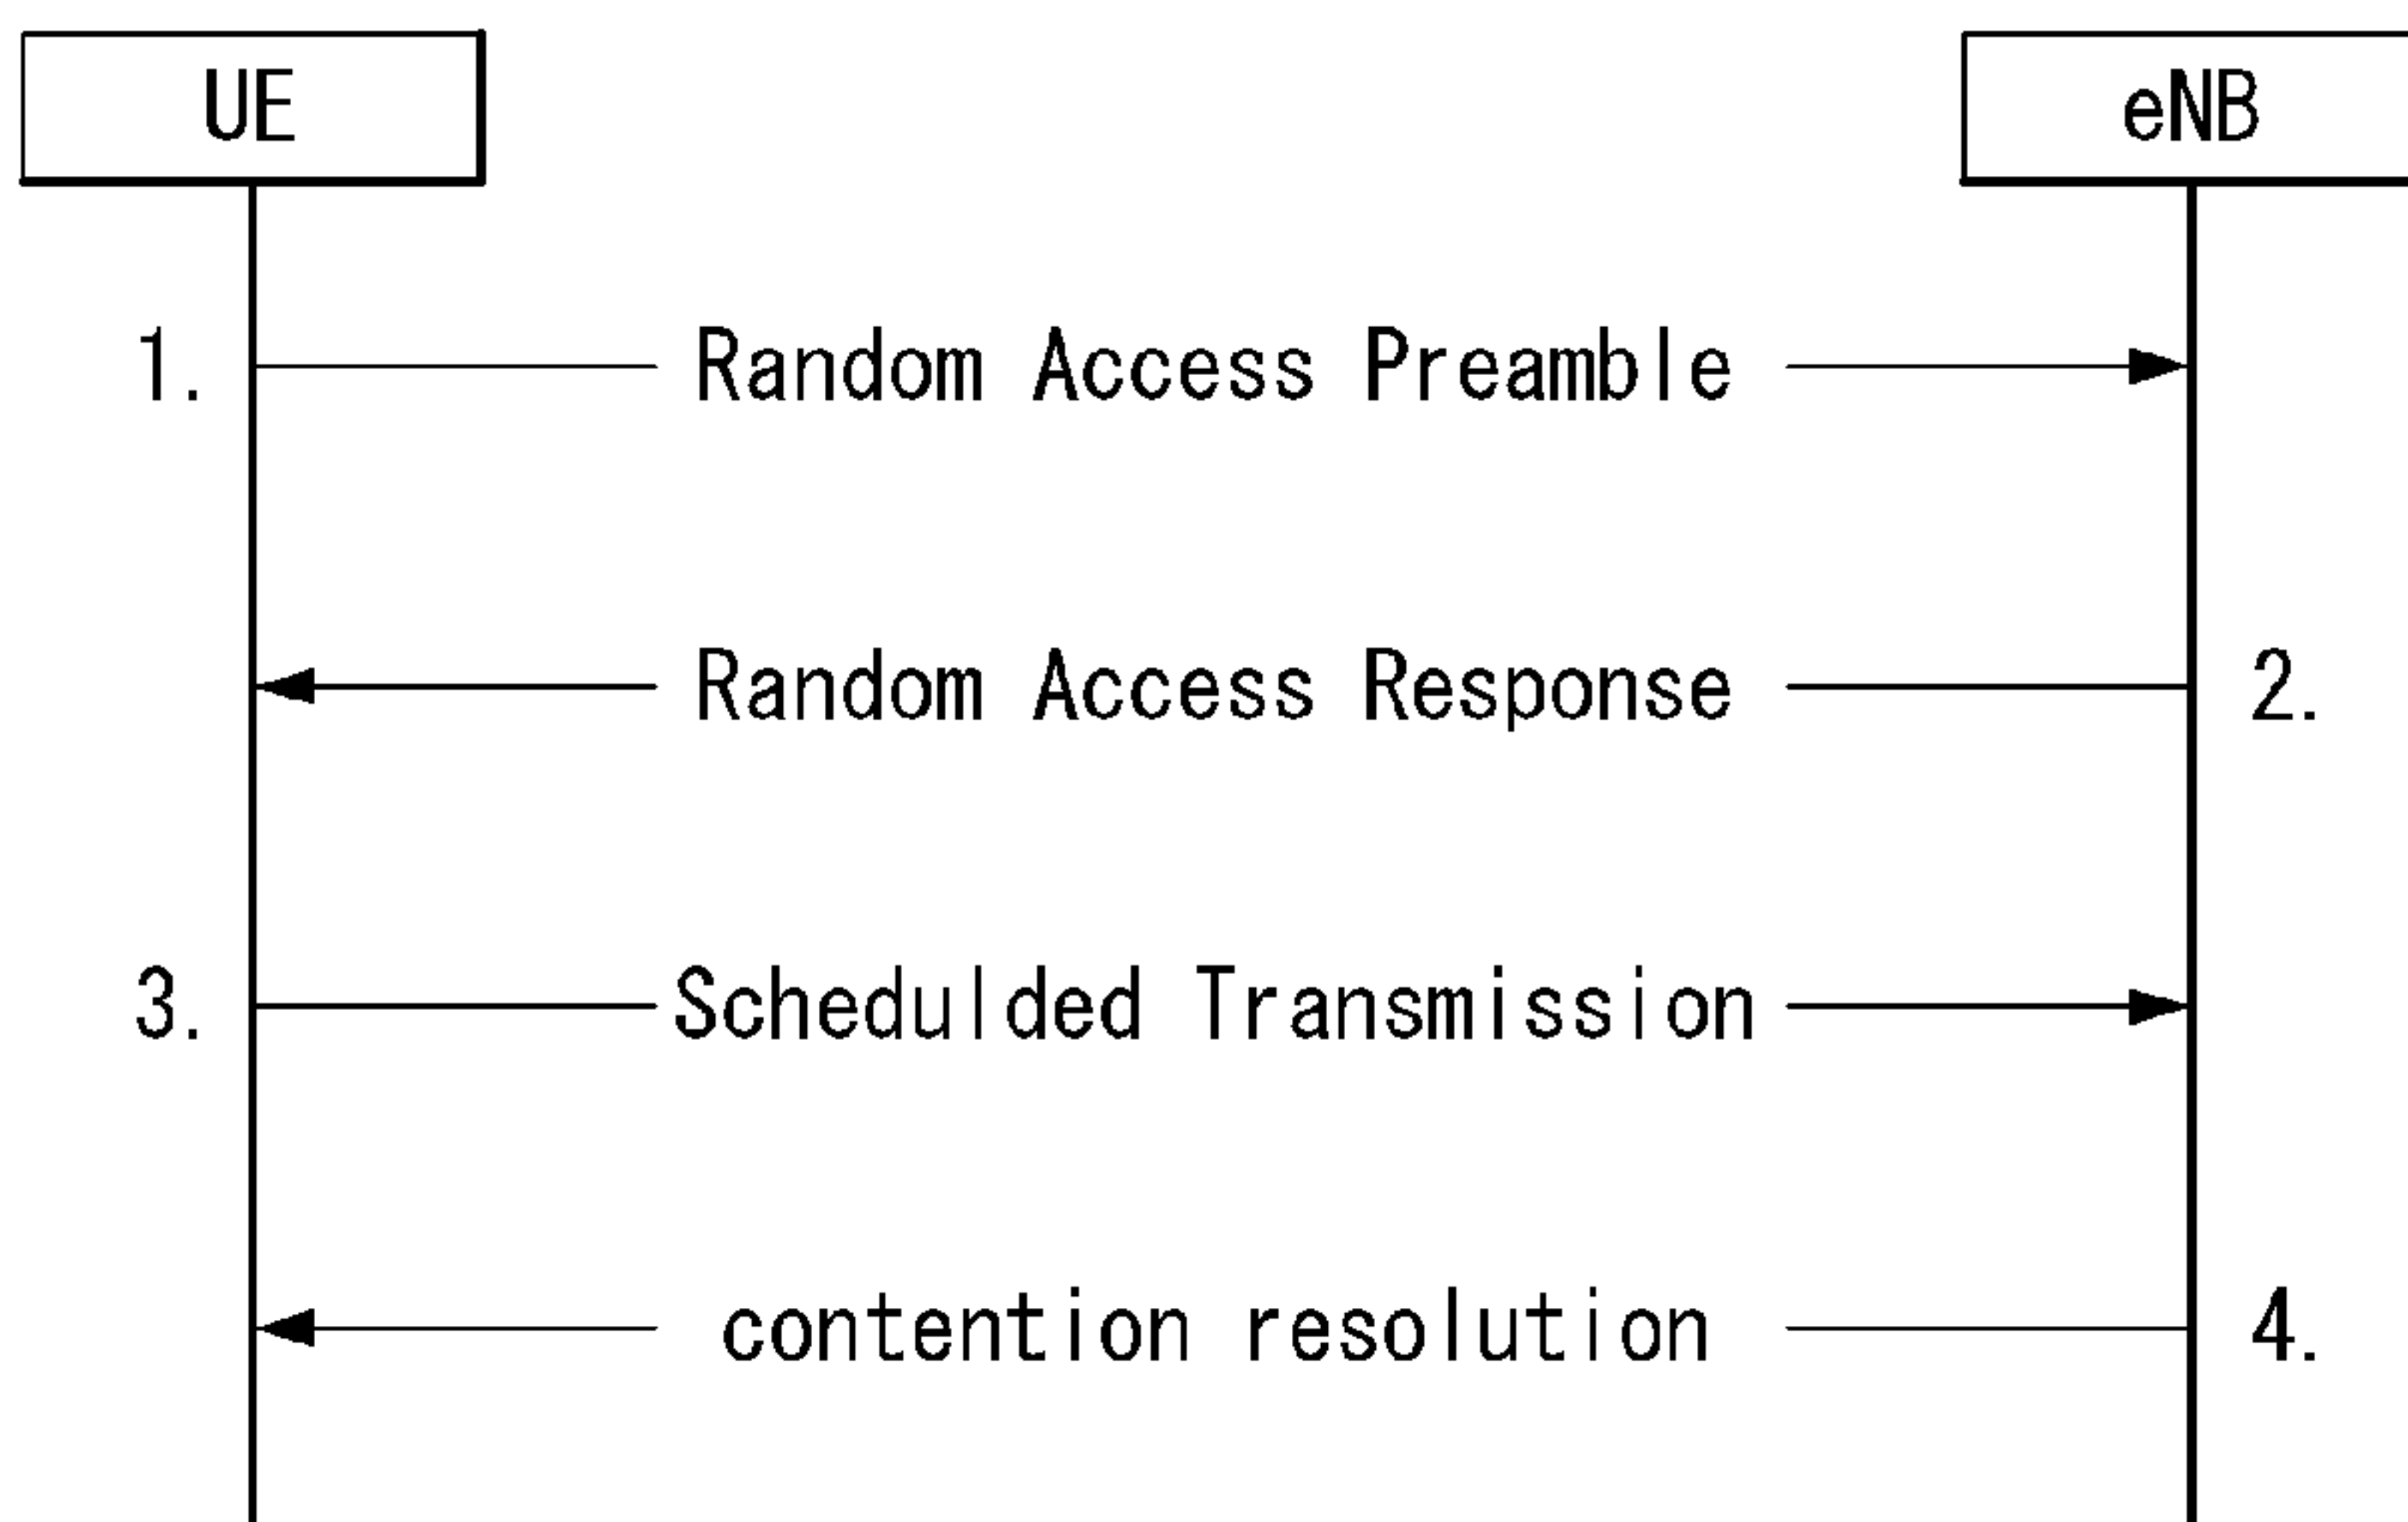 UE
eNB
1. Random Access Preamble
Random Access Response 2.
3. Schedulded Transmission
contention resolution 4.